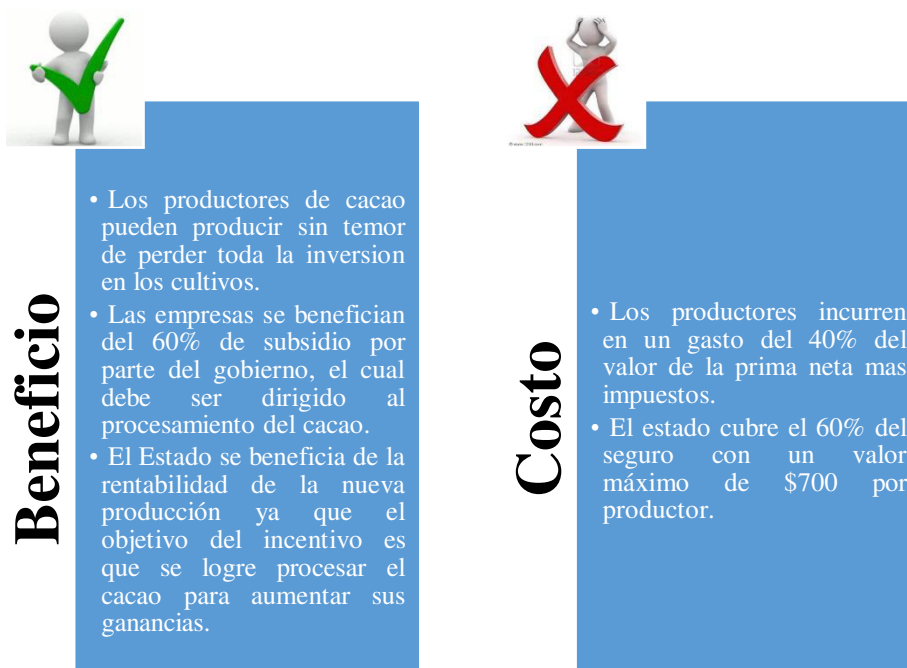 Beneficio
• Los productores de cacao
pueden producir sin temor
de perder toda la inversion
en los cultivos.
• Las empresas se benefician
del 60% de subsidio por
parte del gobierno, el cual
debe ser dirigido al
procesamiento del cacao.
• El Estado se beneficia de la
rentabilidad de la nueva
producción ya que el
objetivo del incentivo es
que se logre procesar el
cacao para aumentar sus
ganancias.
Costo
• Los productores incurren
en un gasto del 40% del
valor de la prima neta mas
impuestos.
• El estado cubre el 60% del
seguro con un valor
máximo de $700 por
productor.